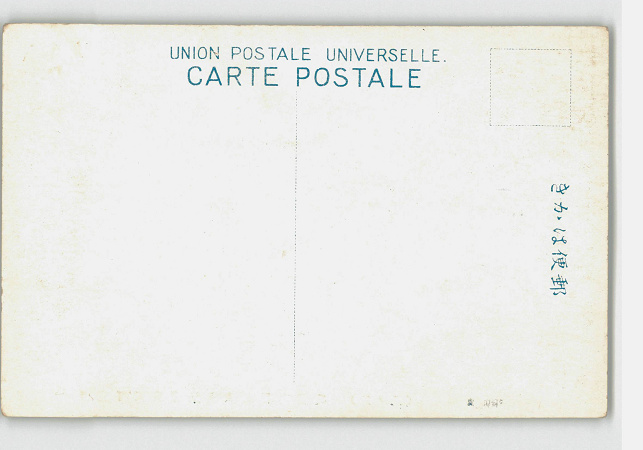 UNION POSTALE UNIVERSELLE.
CARTE POSTALE
きかは便郵